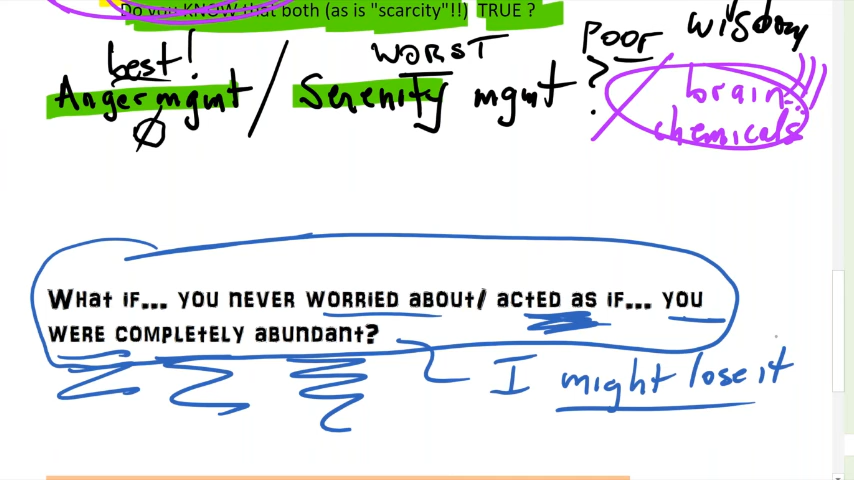 Do you KNOW that both (as is "scarcity"!!) TRUE ?
best! WORST Poor wisdom
Anger mgmt / Serenity mgmt ? / brain
chemicals
What if... you never worried about/ acted as if... you
were completely abundant?
I might lose it